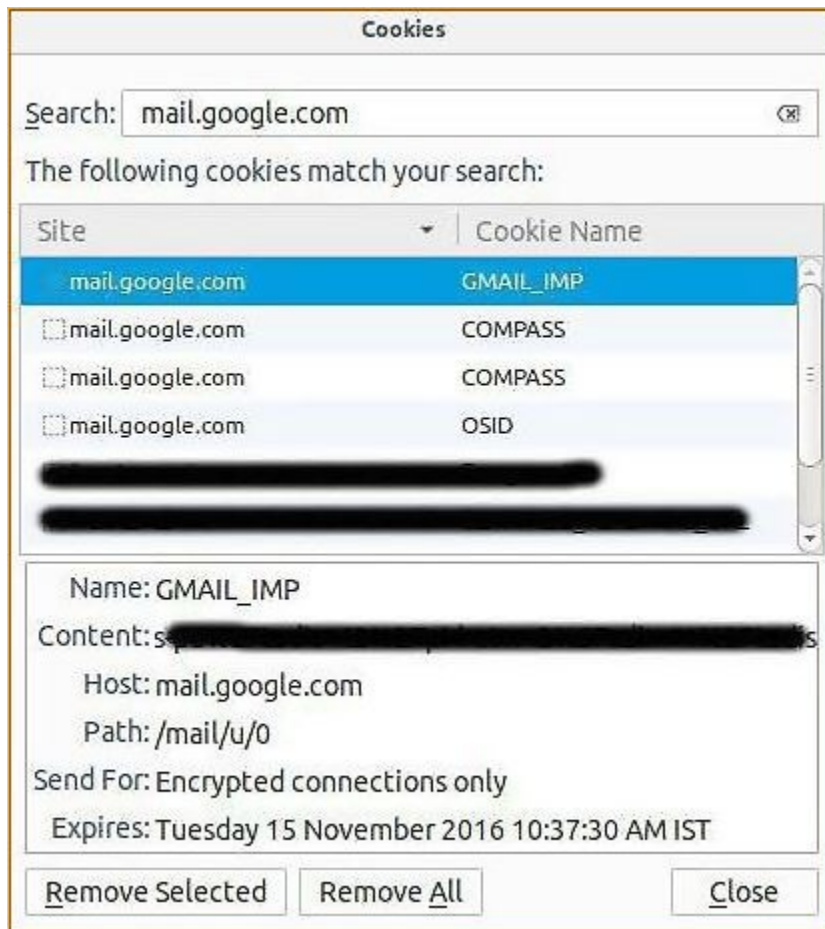 Cookies
Search: mail.google.com
The following cookies match your search:
Site Cookie Name
mail.google.com GMAIL_IMP
mail.google.com COMPASS
mail.google.com COMPASS
mail.google.com OSID
Name: GMAIL_IMP
Content:
Host: mail.google.com
Path: /mail/u/0
Send For: Encrypted connections only
Expires: Tuesday 15 November 2016 10:37:30 AM IST
Remove Selected Remove All Close